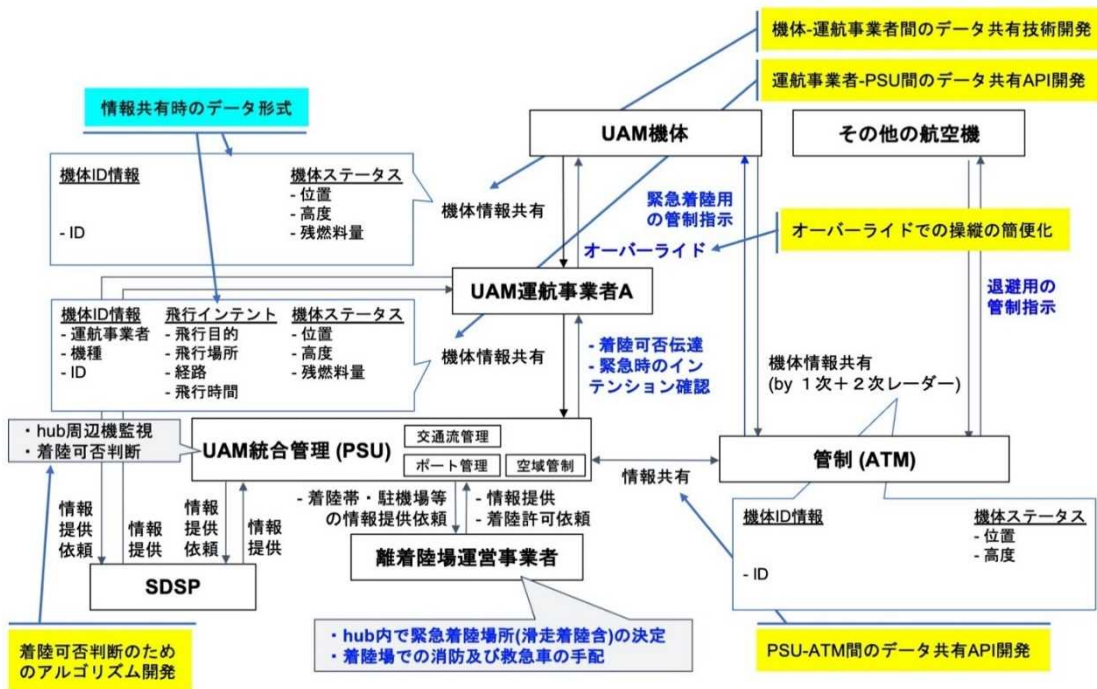 機体-運航事業者間のデータ共有技術開発
運航事業者-PSU間のデータ共有API開発
情報共有時のデータ形式
UAM機体
その他の航空機
機体ID情報
- ID
機体ステータス
- 位置
- 高度
- 残燃料量
機体情報共有
緊急着陸用
の管制指示
オーバーライド
オーバーライドでの操縦の簡便化
UAM運航事業者A
退避用の
管制指示
機体ID情報
- 運航事業者
- 機種
- ID
飛行インテント
- 飛行目的
- 飛行場所
- 経路
- 飛行時間
機体ステータス
- 位置
- 高度
- 残燃料量
機体情報共有
- 着陸可否伝達
- 緊急時のイン
テンション確認
機体情報共有
(by 1次+2次レーダー)
・hub周辺機監視
・着陸可否判断
UAM統合管理 (PSU)
交通流管理
ポート管理
空域管制
情報共有
管制 (ATM)
情報
提供
依頼
情報
提供
情報
提供
依頼
情報
提供
- 着陸帯・駐機場等
の情報提供依頼
- 情報提供
- 着陸許可依頼
機体ID情報
- ID
機体ステータス
- 位置
- 高度
SDSP
離着陸場運営事業者
・hub内で緊急着陸場所(滑走着陸含)の決定
・着陸場での消防及び救急車の手配
着陸可否判断のため
のアルゴリズム開発
PSU-ATM間のデータ共有API開発